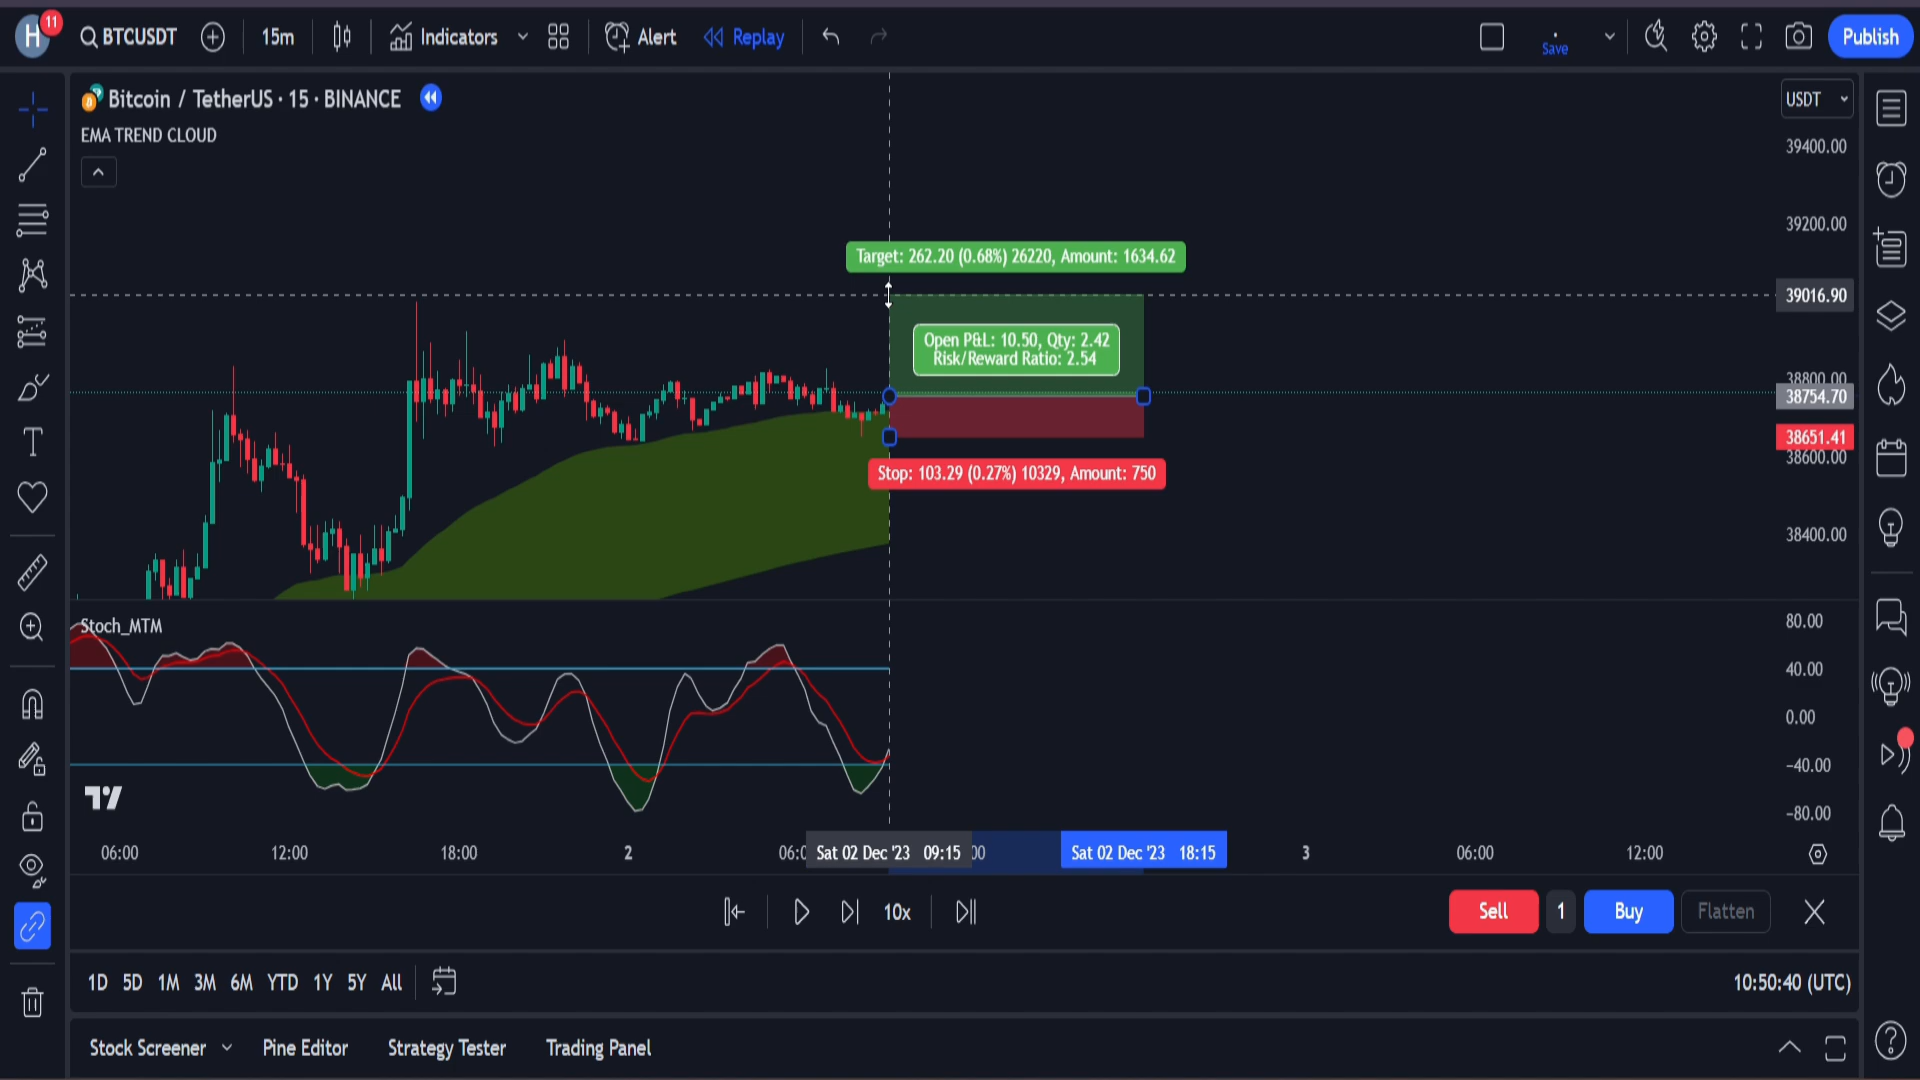 H
11
BTCUSDT
15m
Indicators
Alert
Replay
Save
Publish
Bitcoin / TetherUS · 15 · BINANCE
USDT
EMA TREND CLOUD
39400.00
39200.00
Target: 262.20 (0.68%) 26220, Amount: 1634.62
39016.90
Open P&L: 10.50, Qty: 2.42
Risk/Reward Ratio: 2.54
38800.00
38754.70
38651.41
38600.00
Stop: 103.29 (0.27%) 10329, Amount: 750
38400.00
Stoch_MTM
80.00
40.00
0.00
−40.00
−80.00
06:00
12:00
18:00
2
06:0
Sat 02 Dec '23 09:15
00
Sat 02 Dec '23 18:15
3
06:00
12:00
10x
Sell
1
Buy
Flatten
1D 5D 1M 3M 6M YTD 1Y 5Y All
10:50:40 (UTC)
Stock Screener
Pine Editor
Strategy Tester
Trading Panel